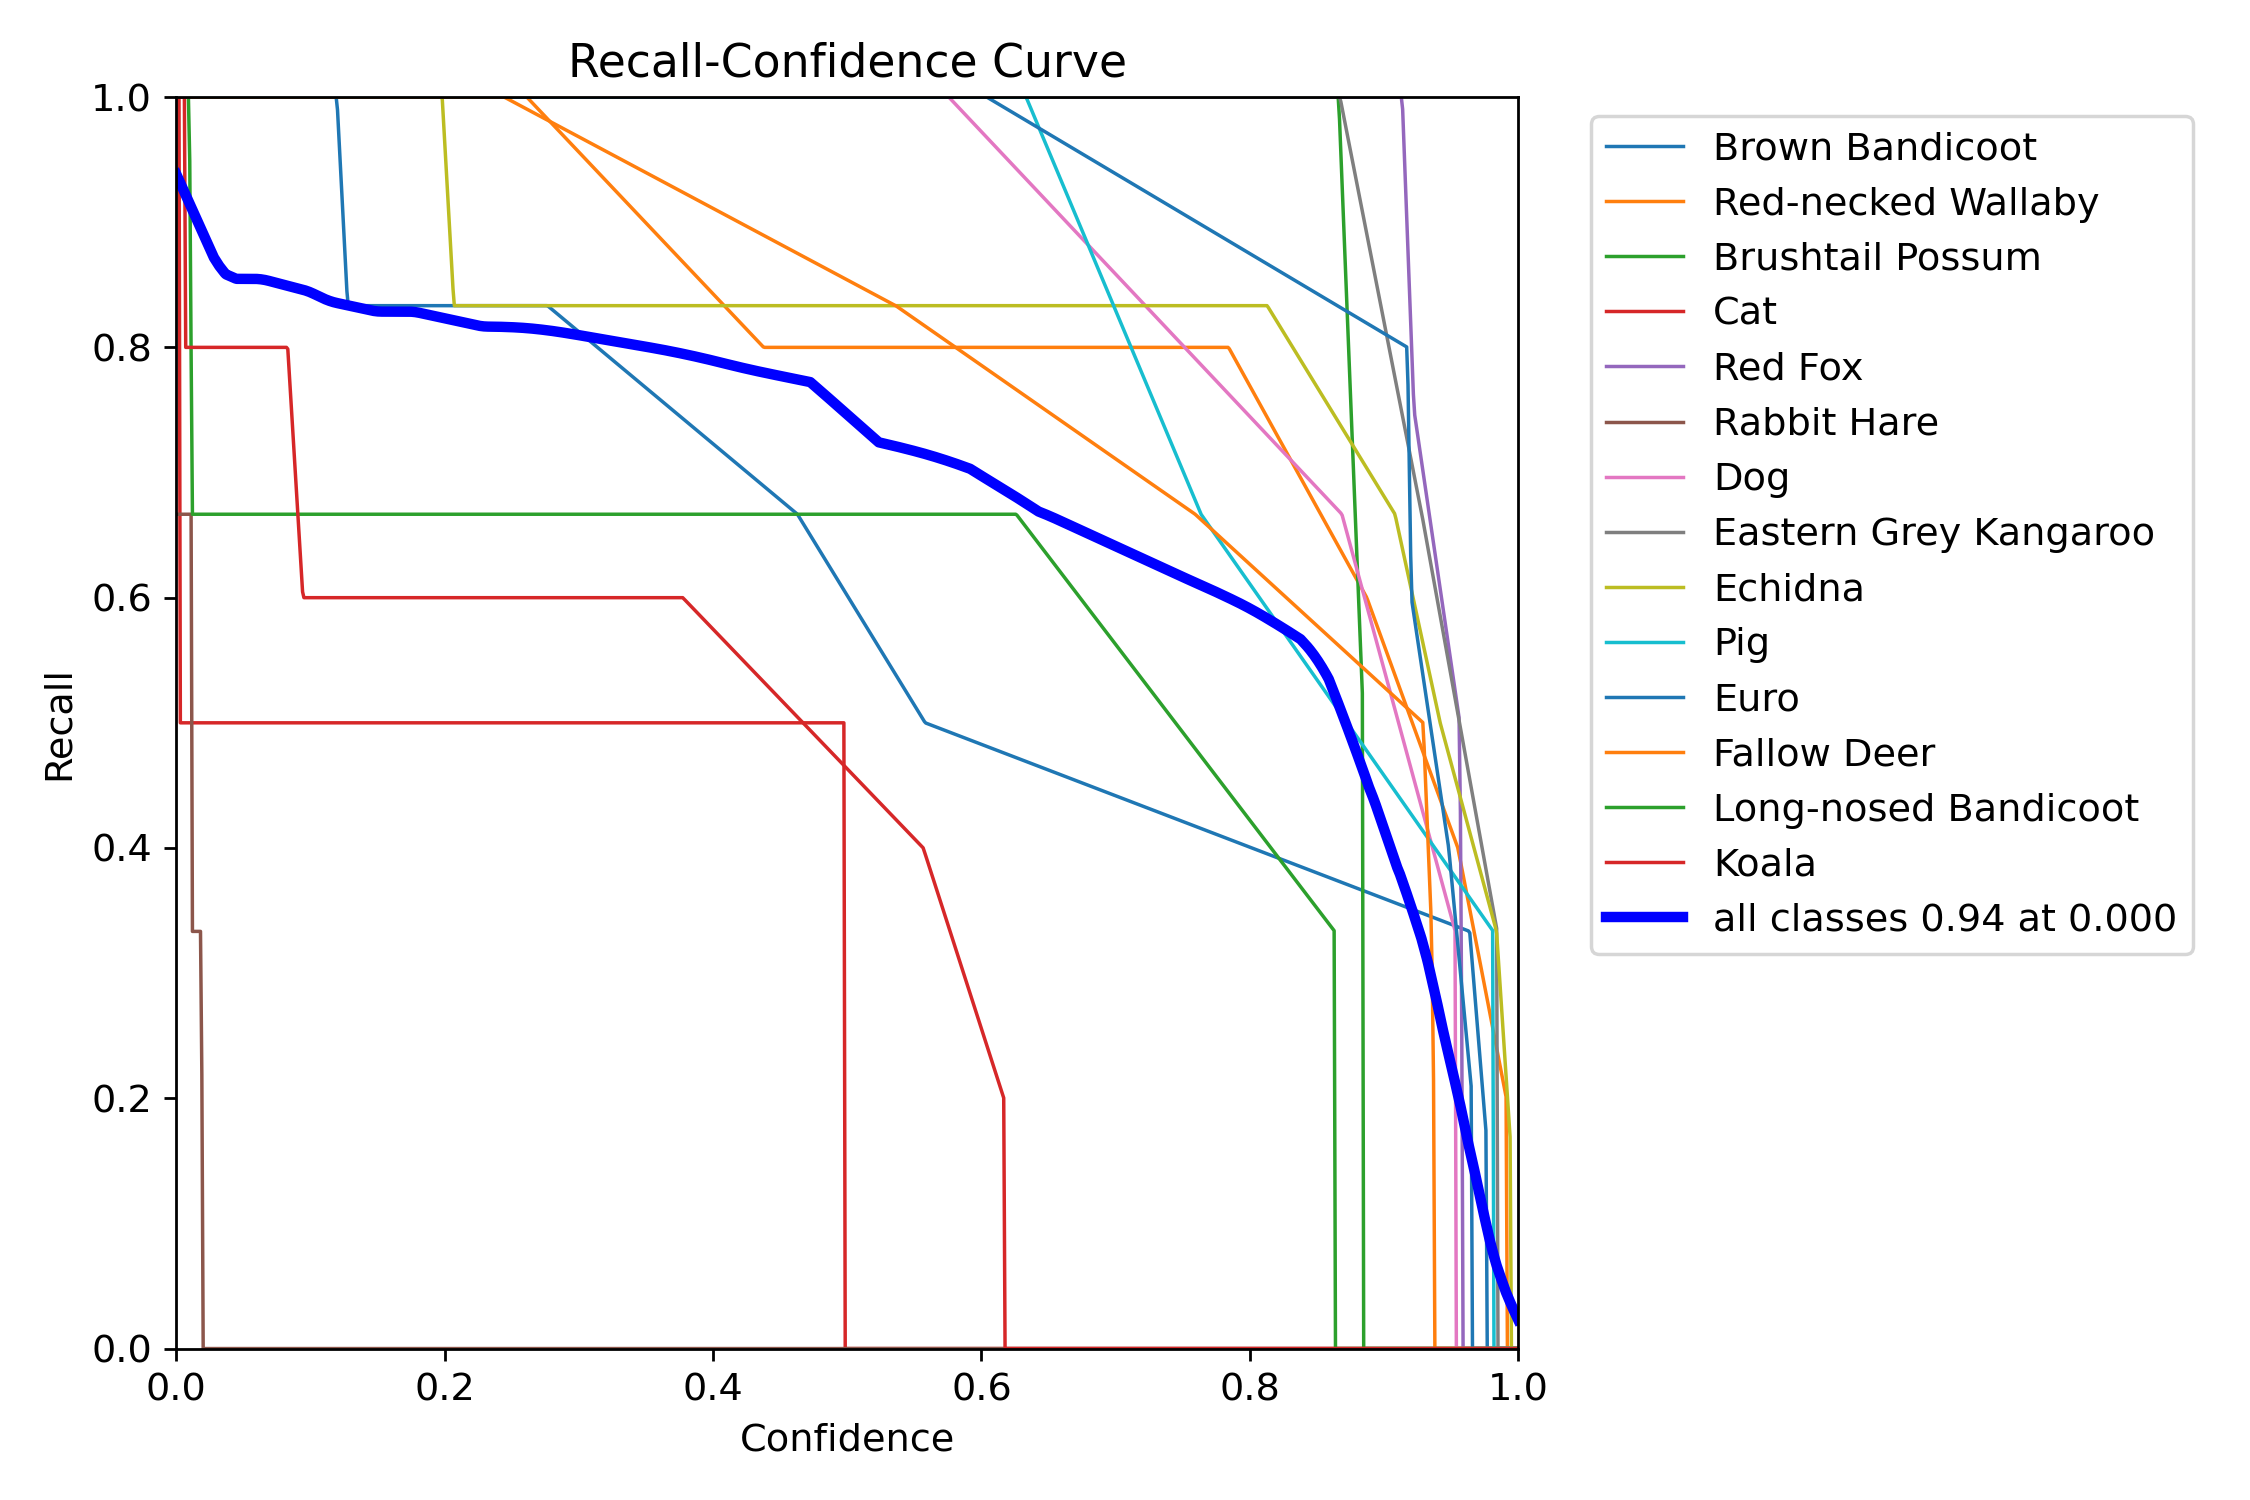 Recall-Confidence Curve
1.0
0.8
0.6
0.4
0.2
0.0
Recall
0.0 0.2 0.4 0.6 0.8 1.0
Confidence
Brown Bandicoot
Red-necked Wallaby
Brushtail Possum
Cat
Red Fox
Rabbit Hare
Dog
Eastern Grey Kangaroo
Echidna
Pig
Euro
Fallow Deer
Long-nosed Bandicoot
Koala
all classes 0.94 at 0.000